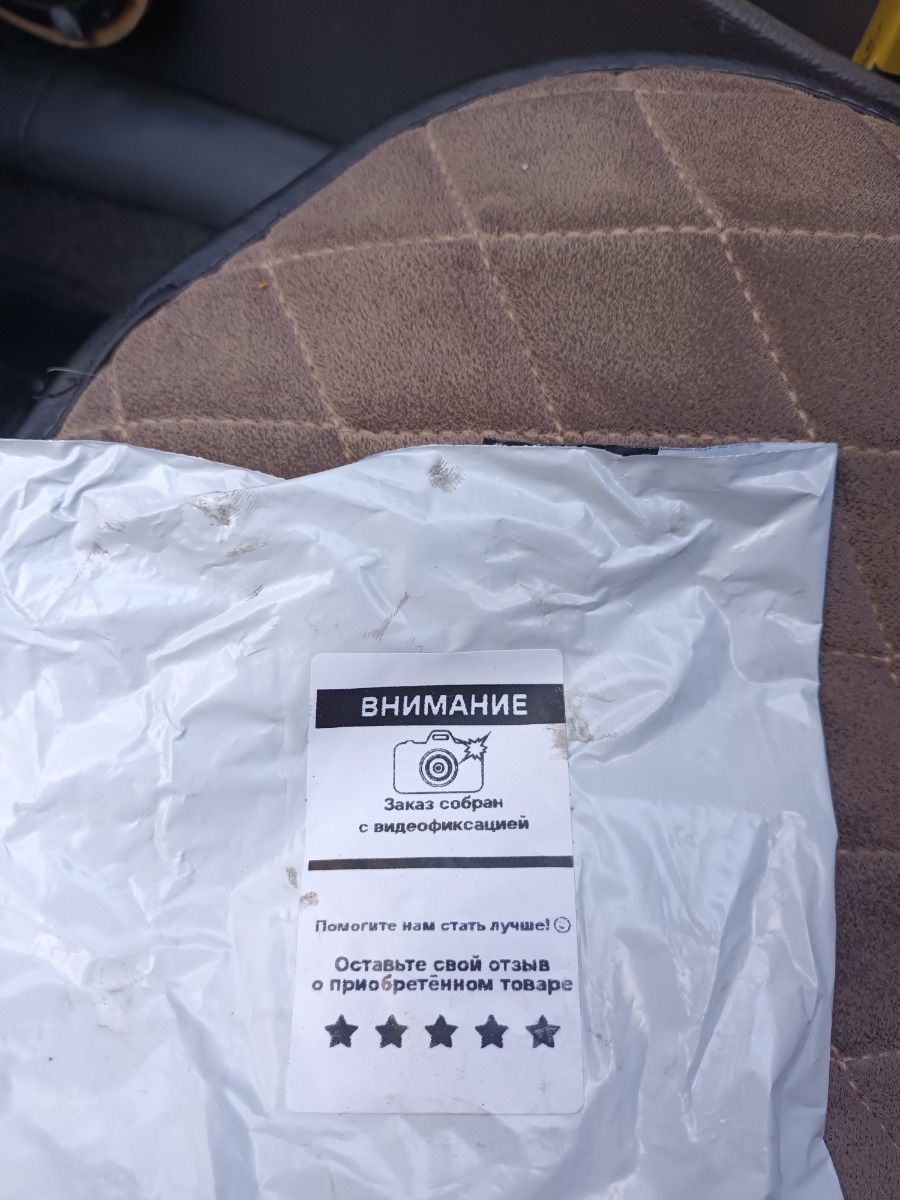 ВНИМАНИЕ
Заказ собран
с видеофиксацией
Помогите нам стать лучше!
Оставьте свой отзыв
о приобретённом товаре